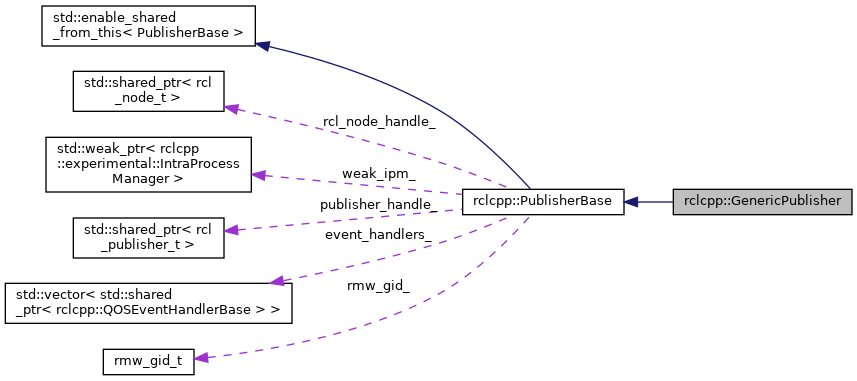 std::enable_shared
_from_this< PublisherBase >
std::shared_ptr< rcl
_node_t >
rcl_node_handle_
std::weak_ptr< rclcpp
::experimental::IntraProcess
Manager >
weak_ipm_
rclcpp::PublisherBase
rclcpp::GenericPublisher
publisher_handle_
std::shared_ptr< rcl
_publisher_t >
event_handlers_
std::vector< std::shared
_ptr< rclcpp::QOSEventHandlerBase > >
rmw_gid_
rmw_gid_t